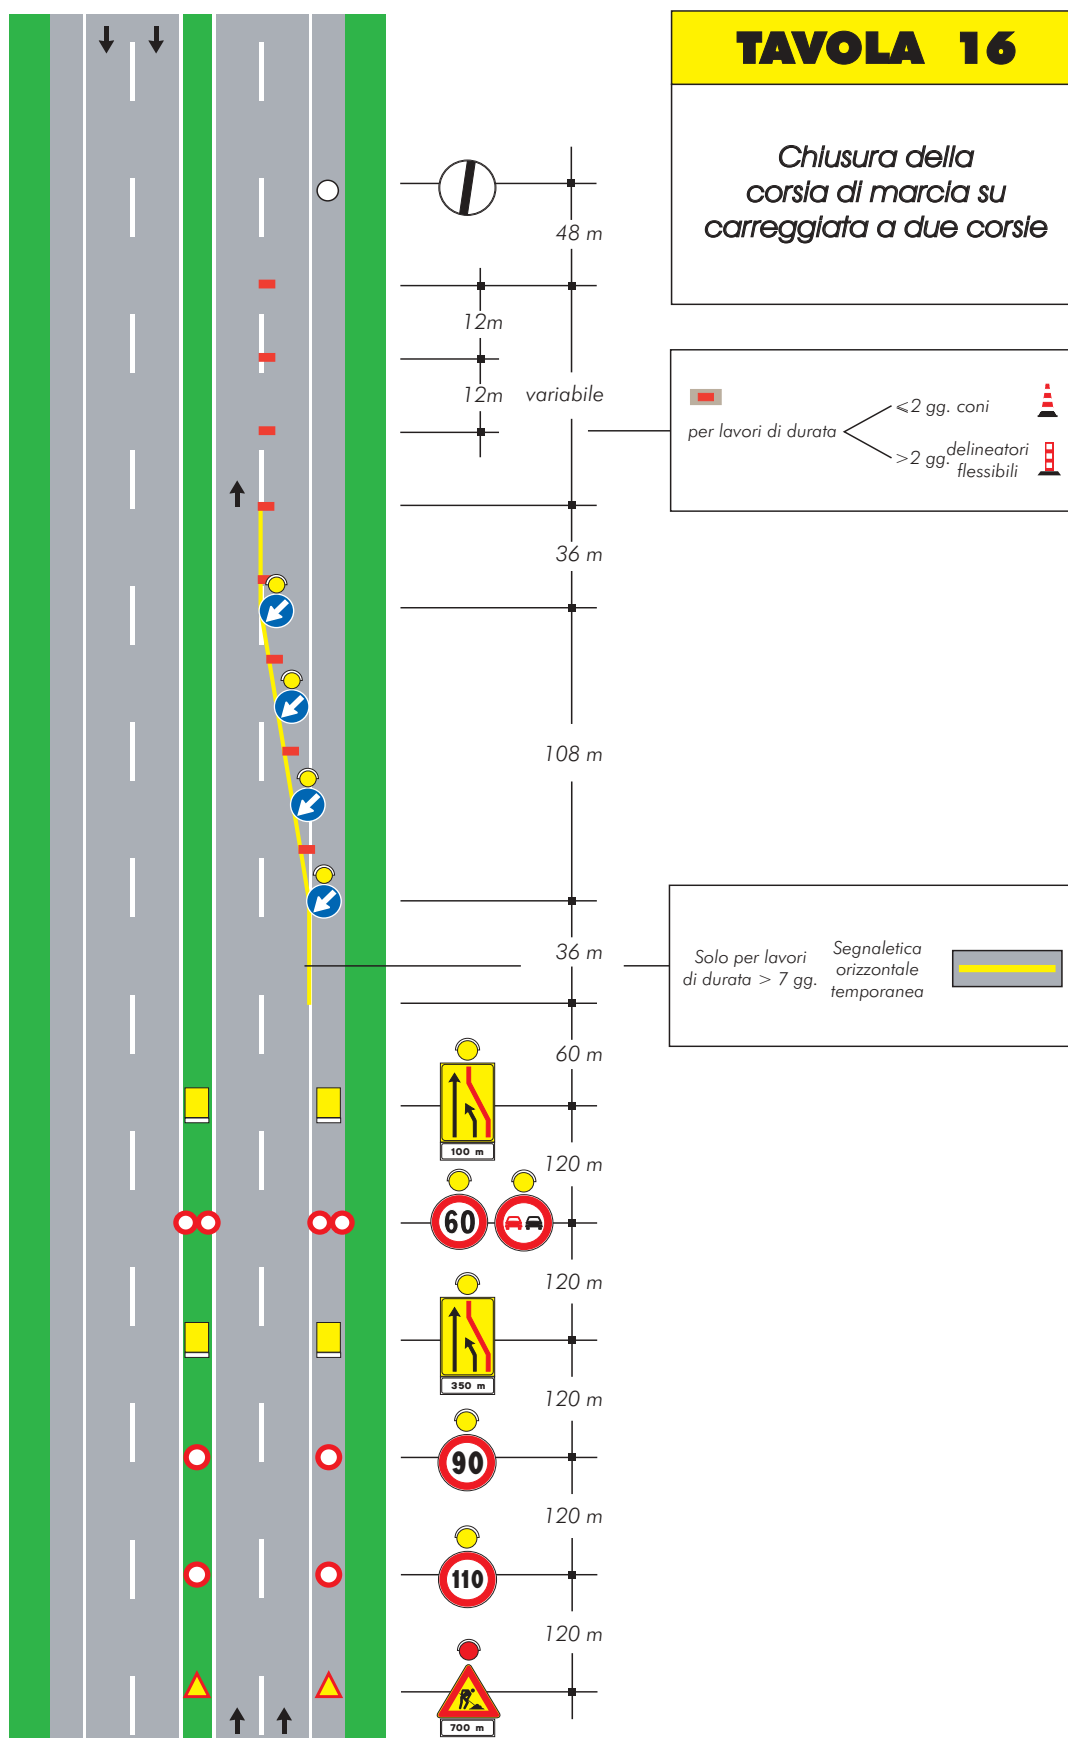 TAVOLA 16
Chiusura della
corsia di marcia su
carreggiata a due corsie
48 m
12m
12m
variabile
per lavori di durata
⩽2 gg. coni
>2 gg. delineatori
flessibili
36 m
108 m
36 m
Solo per lavori
di durata > 7 gg.
Segnaletica
orizzontale
temporanea
60 m
100 m
120 m
60
120 m
350 m
120 m
90
120 m
110
120 m
700 m